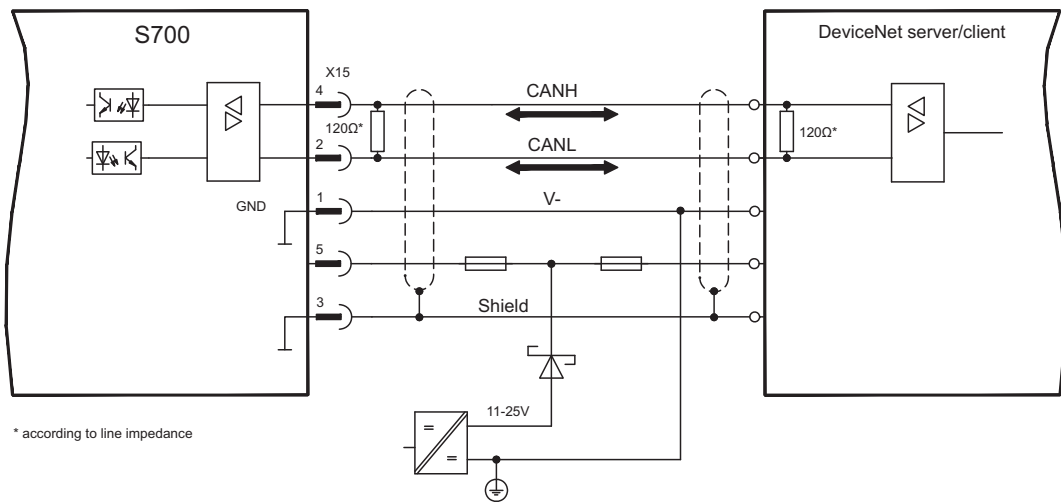 S700
DeviceNet server/client
X15
4
CANH
120Ω*
120Ω*
2
CANL
GND
1
V-
5
3
Shield
11-25V
* according to line impedance